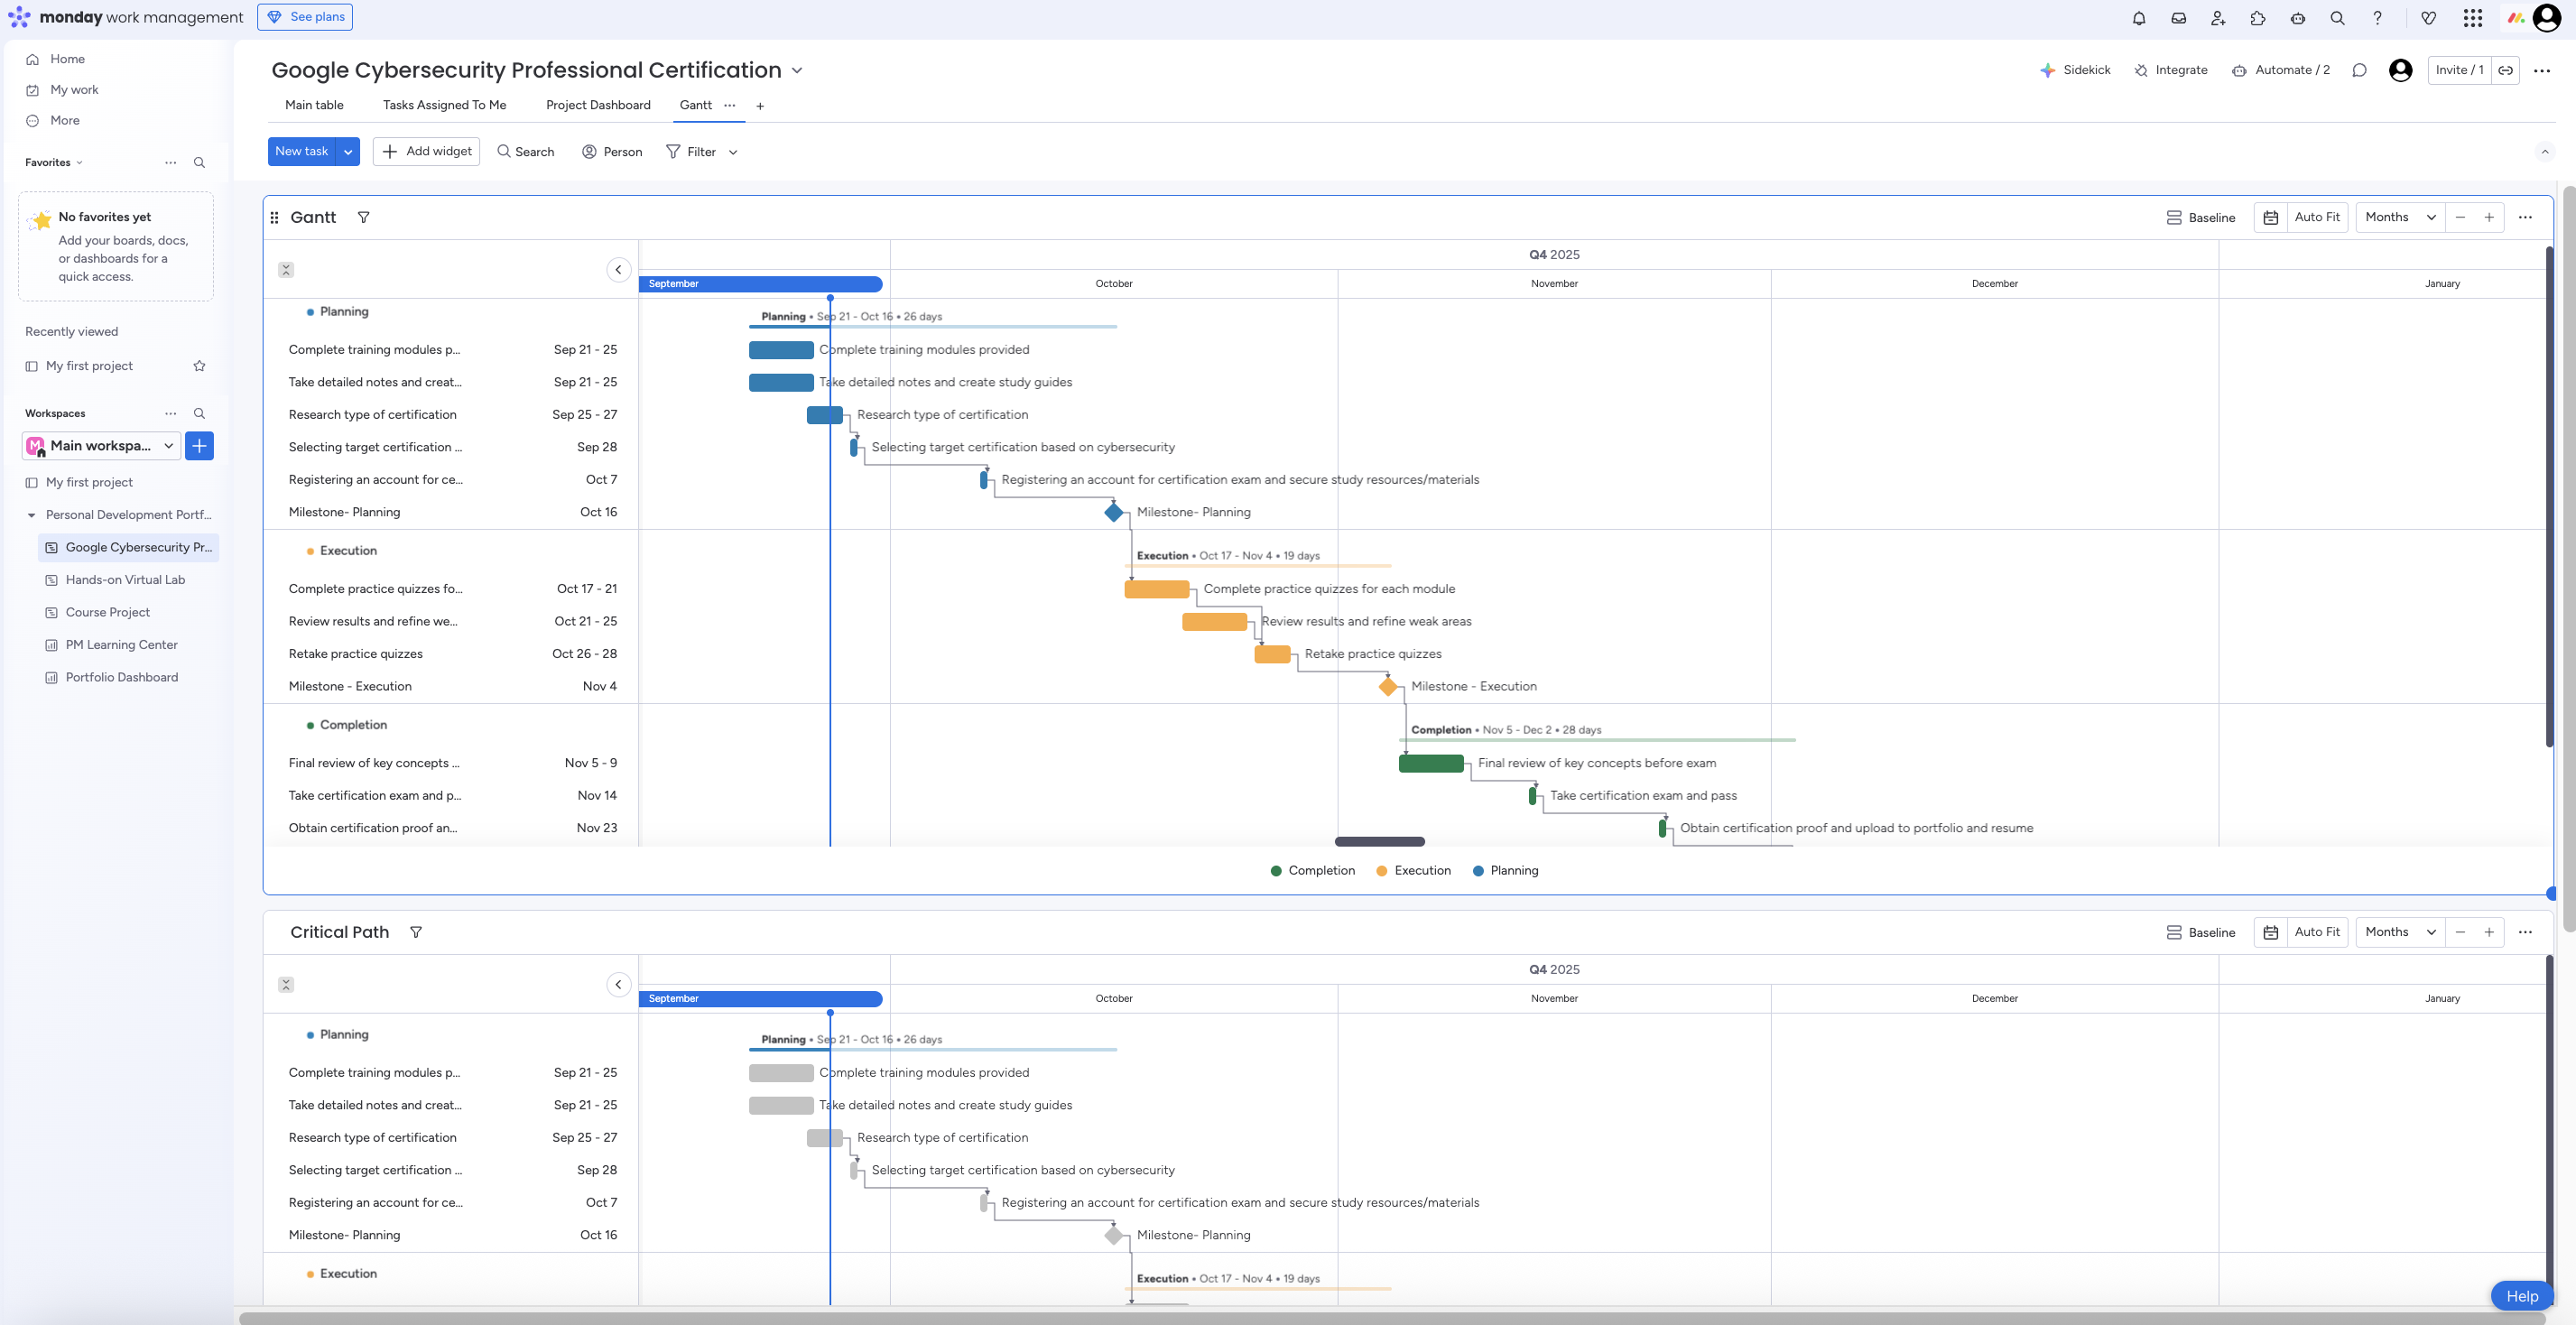 monday work management
See plans
Home
My work
More
Favorites
No favorites yet
Add your boards, docs,
or dashboards for a
quick access.
Recently viewed
My first project
Workspaces
M
Main workspa...
My first project
Personal Development Portf...
Google Cybersecurity Pr...
Hands-on Virtual Lab
Course Project
PM Learning Center
Portfolio Dashboard
Google Cybersecurity Professional Certification
Sidekick
Integrate
Automate / 2
Invite / 1
Main table
Tasks Assigned To Me
Project Dashboard
Gantt
New task
Add widget
Search
Person
Filter
Gantt
Baseline
Auto Fit
Months
Q4 2025
September
October
November
December
January
Planning
Planning • Sep 21 - Oct 16 • 26 days
Complete training modules p... Sep 21 - 25 Complete training modules provided
Take detailed notes and creat... Sep 21 - 25 Take detailed notes and create study guides
Research type of certification Sep 25 - 27 Research type of certification
Selecting target certification ... Sep 28 Selecting target certification based on cybersecurity
Registering an account for ce... Oct 7 Registering an account for certification exam and secure study resources/materials
Milestone- Planning Oct 16 Milestone- Planning
Execution
Execution • Oct 17 - Nov 4 • 19 days
Complete practice quizzes fo... Oct 17 - 21 Complete practice quizzes for each module
Review results and refine we... Oct 21 - 25 Review results and refine weak areas
Retake practice quizzes Oct 26 - 28 Retake practice quizzes
Milestone - Execution Nov 4 Milestone - Execution
Completion
Completion • Nov 5 - Dec 2 • 28 days
Final review of key concepts ... Nov 5 - 9 Final review of key concepts before exam
Take certification exam and p... Nov 14 Take certification exam and pass
Obtain certification proof an... Nov 23 Obtain certification proof and upload to portfolio and resume
Completion Execution Planning
Critical Path
Baseline
Auto Fit
Months
Q4 2025
September
October
November
December
January
Planning
Planning • Sep 21 - Oct 16 • 26 days
Complete training modules p... Sep 21 - 25 Complete training modules provided
Take detailed notes and creat... Sep 21 - 25 Take detailed notes and create study guides
Research type of certification Sep 25 - 27 Research type of certification
Selecting target certification ... Sep 28 Selecting target certification based on cybersecurity
Registering an account for ce... Oct 7 Registering an account for certification exam and secure study resources/materials
Milestone- Planning Oct 16 Milestone- Planning
Execution
Execution • Oct 17 - Nov 4 • 19 days
Help